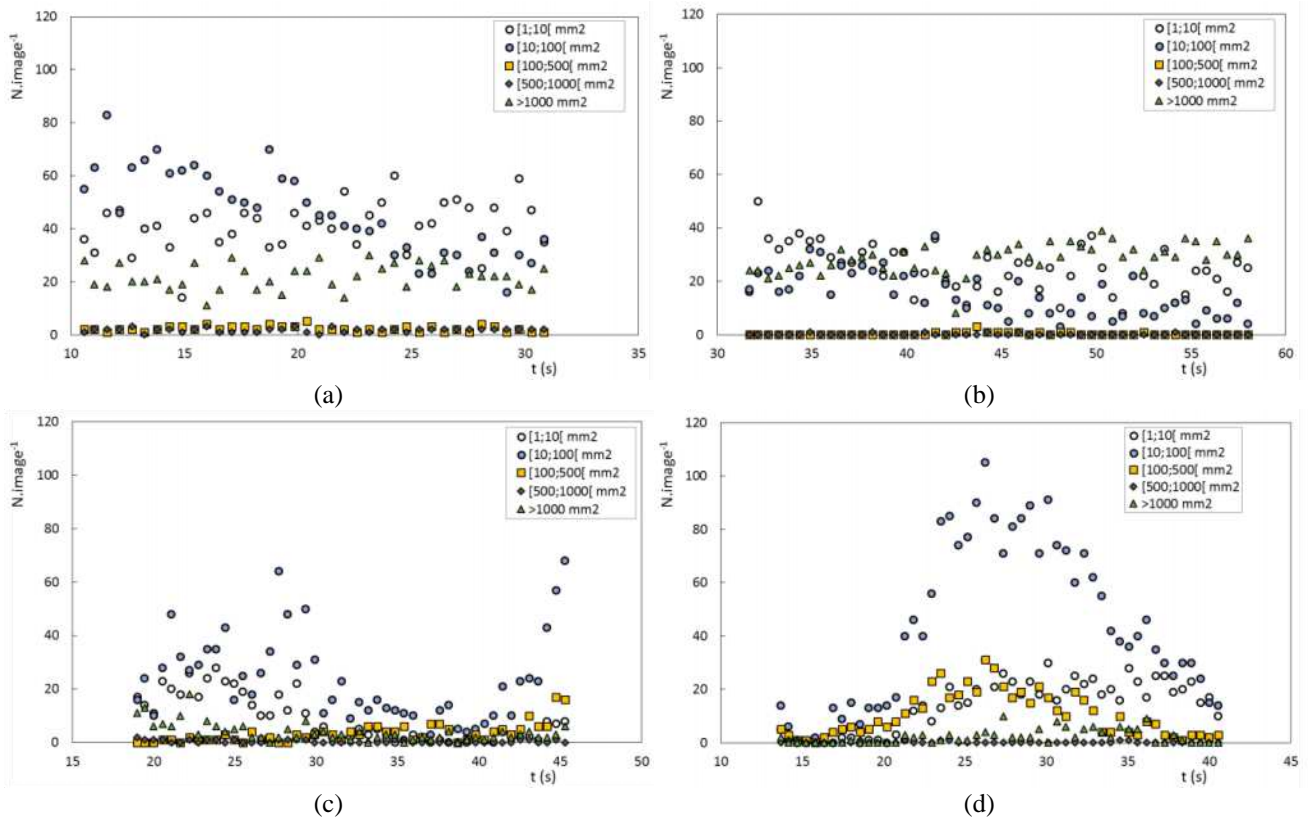 120
100
80
60
40
20
0
N.image-1
[1;10[ mm2
[10;100[ mm2
[100;500[ mm2
[500;1000[ mm2
>1000 mm2
10 15 20 25 30 35
t (s)
(a)
120
100
80
60
40
20
0
N.image-1
[1;10[ mm2
[10;100[ mm2
[100;500[ mm2
[500;1000[ mm2
>1000 mm2
30 35 40 45 50 55 60
t (s)
(b)
120
100
80
60
40
20
0
N.image-1
[1;10[ mm2
[10;100[ mm2
[100;500[ mm2
[500;1000[ mm2
>1000 mm2
15 20 25 30 35 40 45 50
t (s)
(c)
120
100
80
60
40
20
0
N.image-1
[1;10[ mm2
[10;100[ mm2
[100;500[ mm2
[500;1000[ mm2
>1000 mm2
10 15 20 25 30 35 40 45
t (s)
(d)